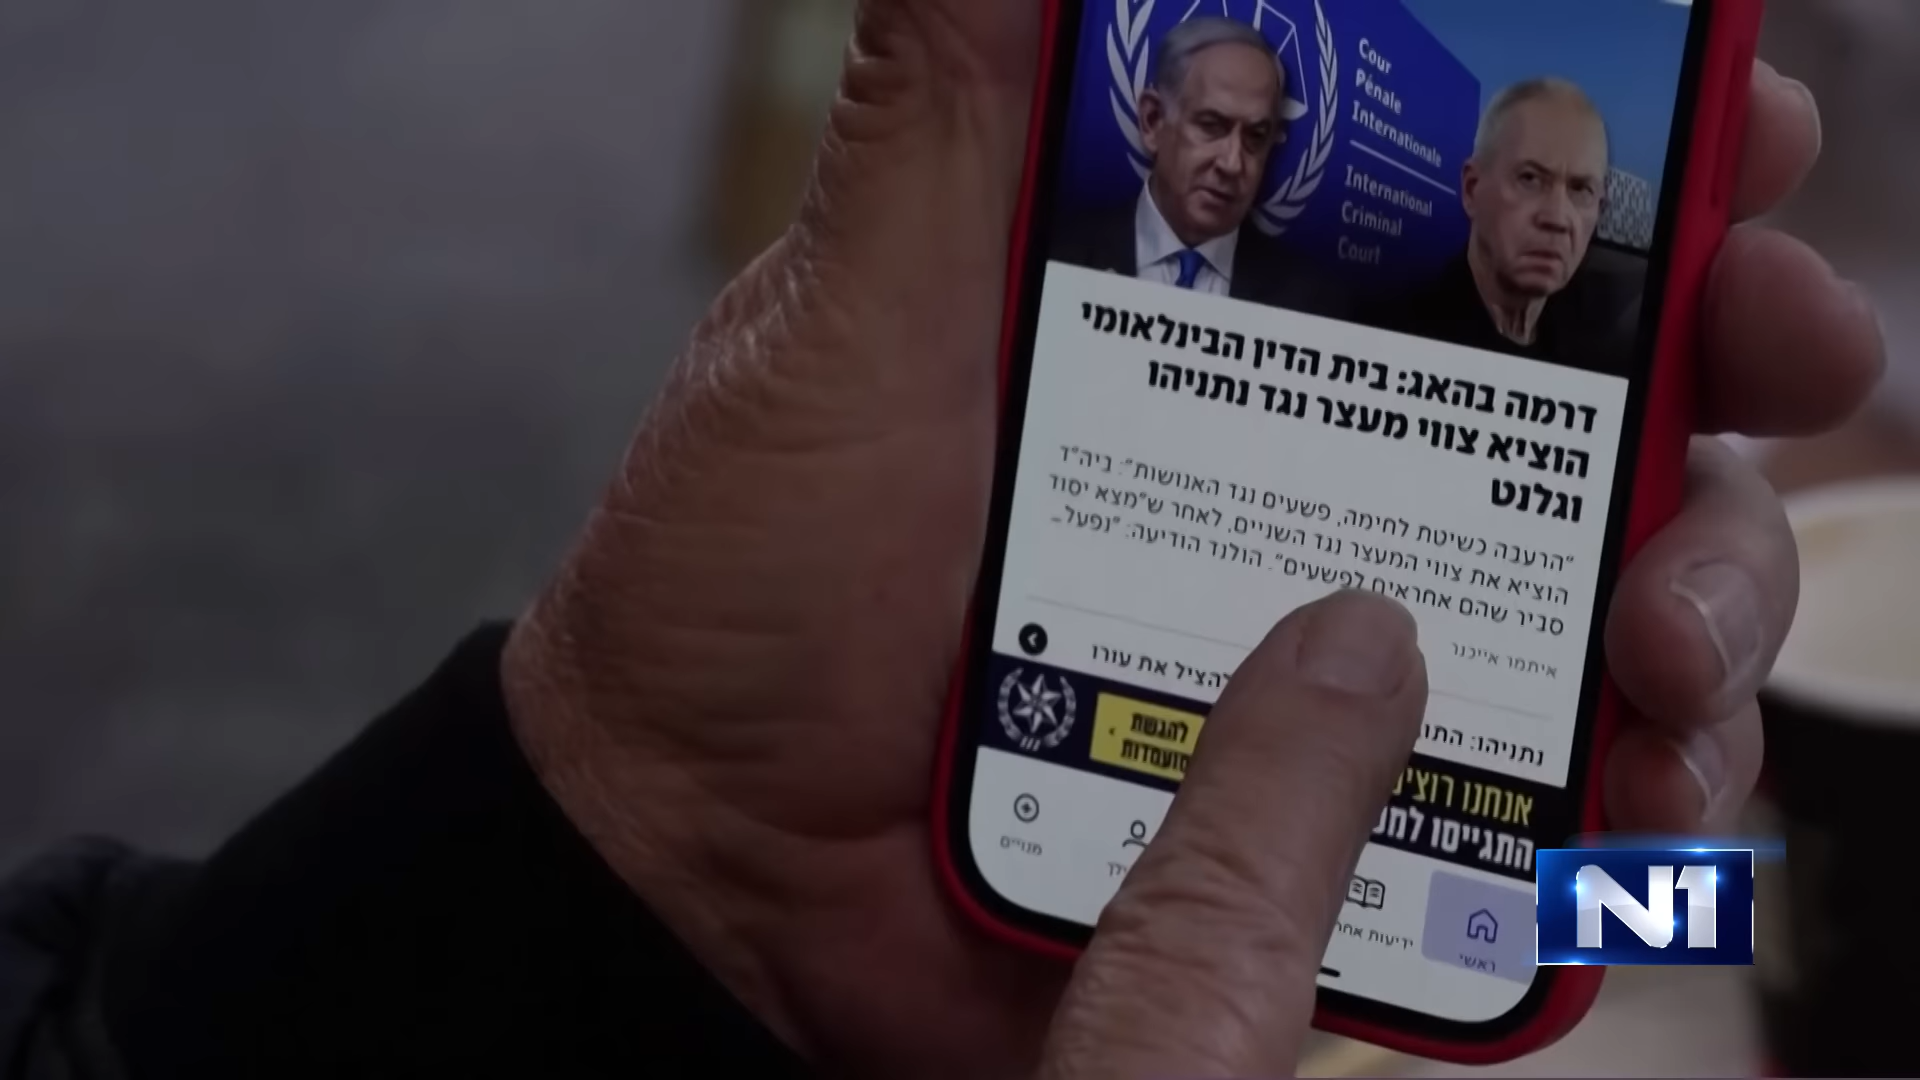 Cour
Pénale
Internationale
International
Criminal
Court
דרמה בהאג: בית הדין הבינלאומי
הוציא צווי מעצר נגד נתניהו
וגלנט
"הרעבה כשיטת לחימה, פשעים נגד האנושות": ביה"ד
הוציא את צווי המעצר נגד השניים, לאחר ש"מצא יסוד
סביר שהם אחראים לפשעים". הולנד הודיעה: "נפעל...
איתמר אייכנר
להציל את עורו
נתניהו:
להגשת
מועמדות
אנחנו
התגייסו
מנויים
ידיעות
ראשי
N1